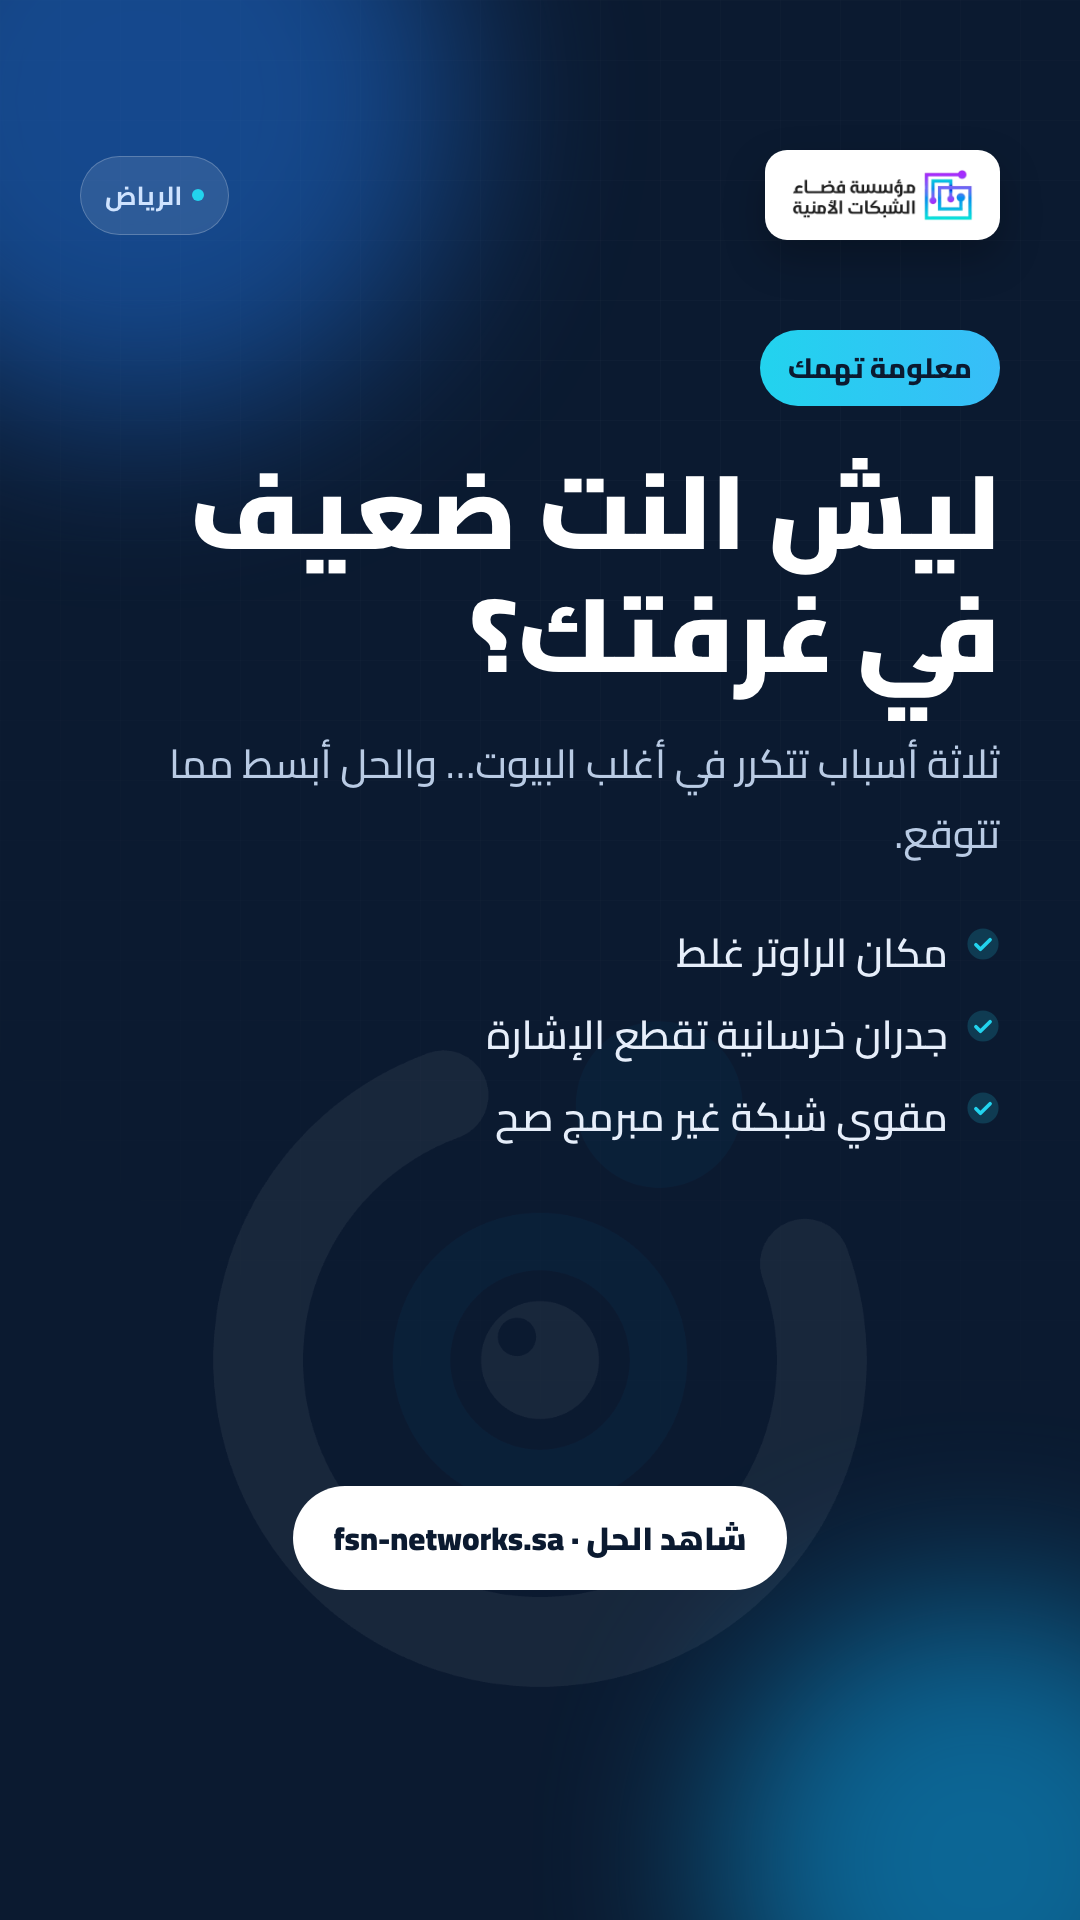 مؤسسة فضاء
الشبكات الأمنية
الرياض
معلومة تهمك
ليش النت ضعيف
في غرفتك؟
ثلاثة أسباب تتكرر في أغلب البيوت... والحل أبسط مما
تتوقع.
مكان الراوتر غلط
جدران خرسانية تقطع الإشارة
مقوي شبكة غير مبرمج صح
شاهد الحل · fsn-networks.sa